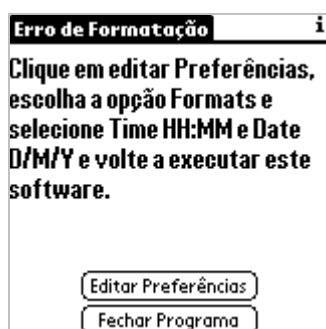 Erro de Formatação i
Clique em editar Preferências,
escolha a opção Formats e
selecione Time HH:MM e Date
D/M/Y e volte a executar este
software.
Editar Preferências
Fechar Programa